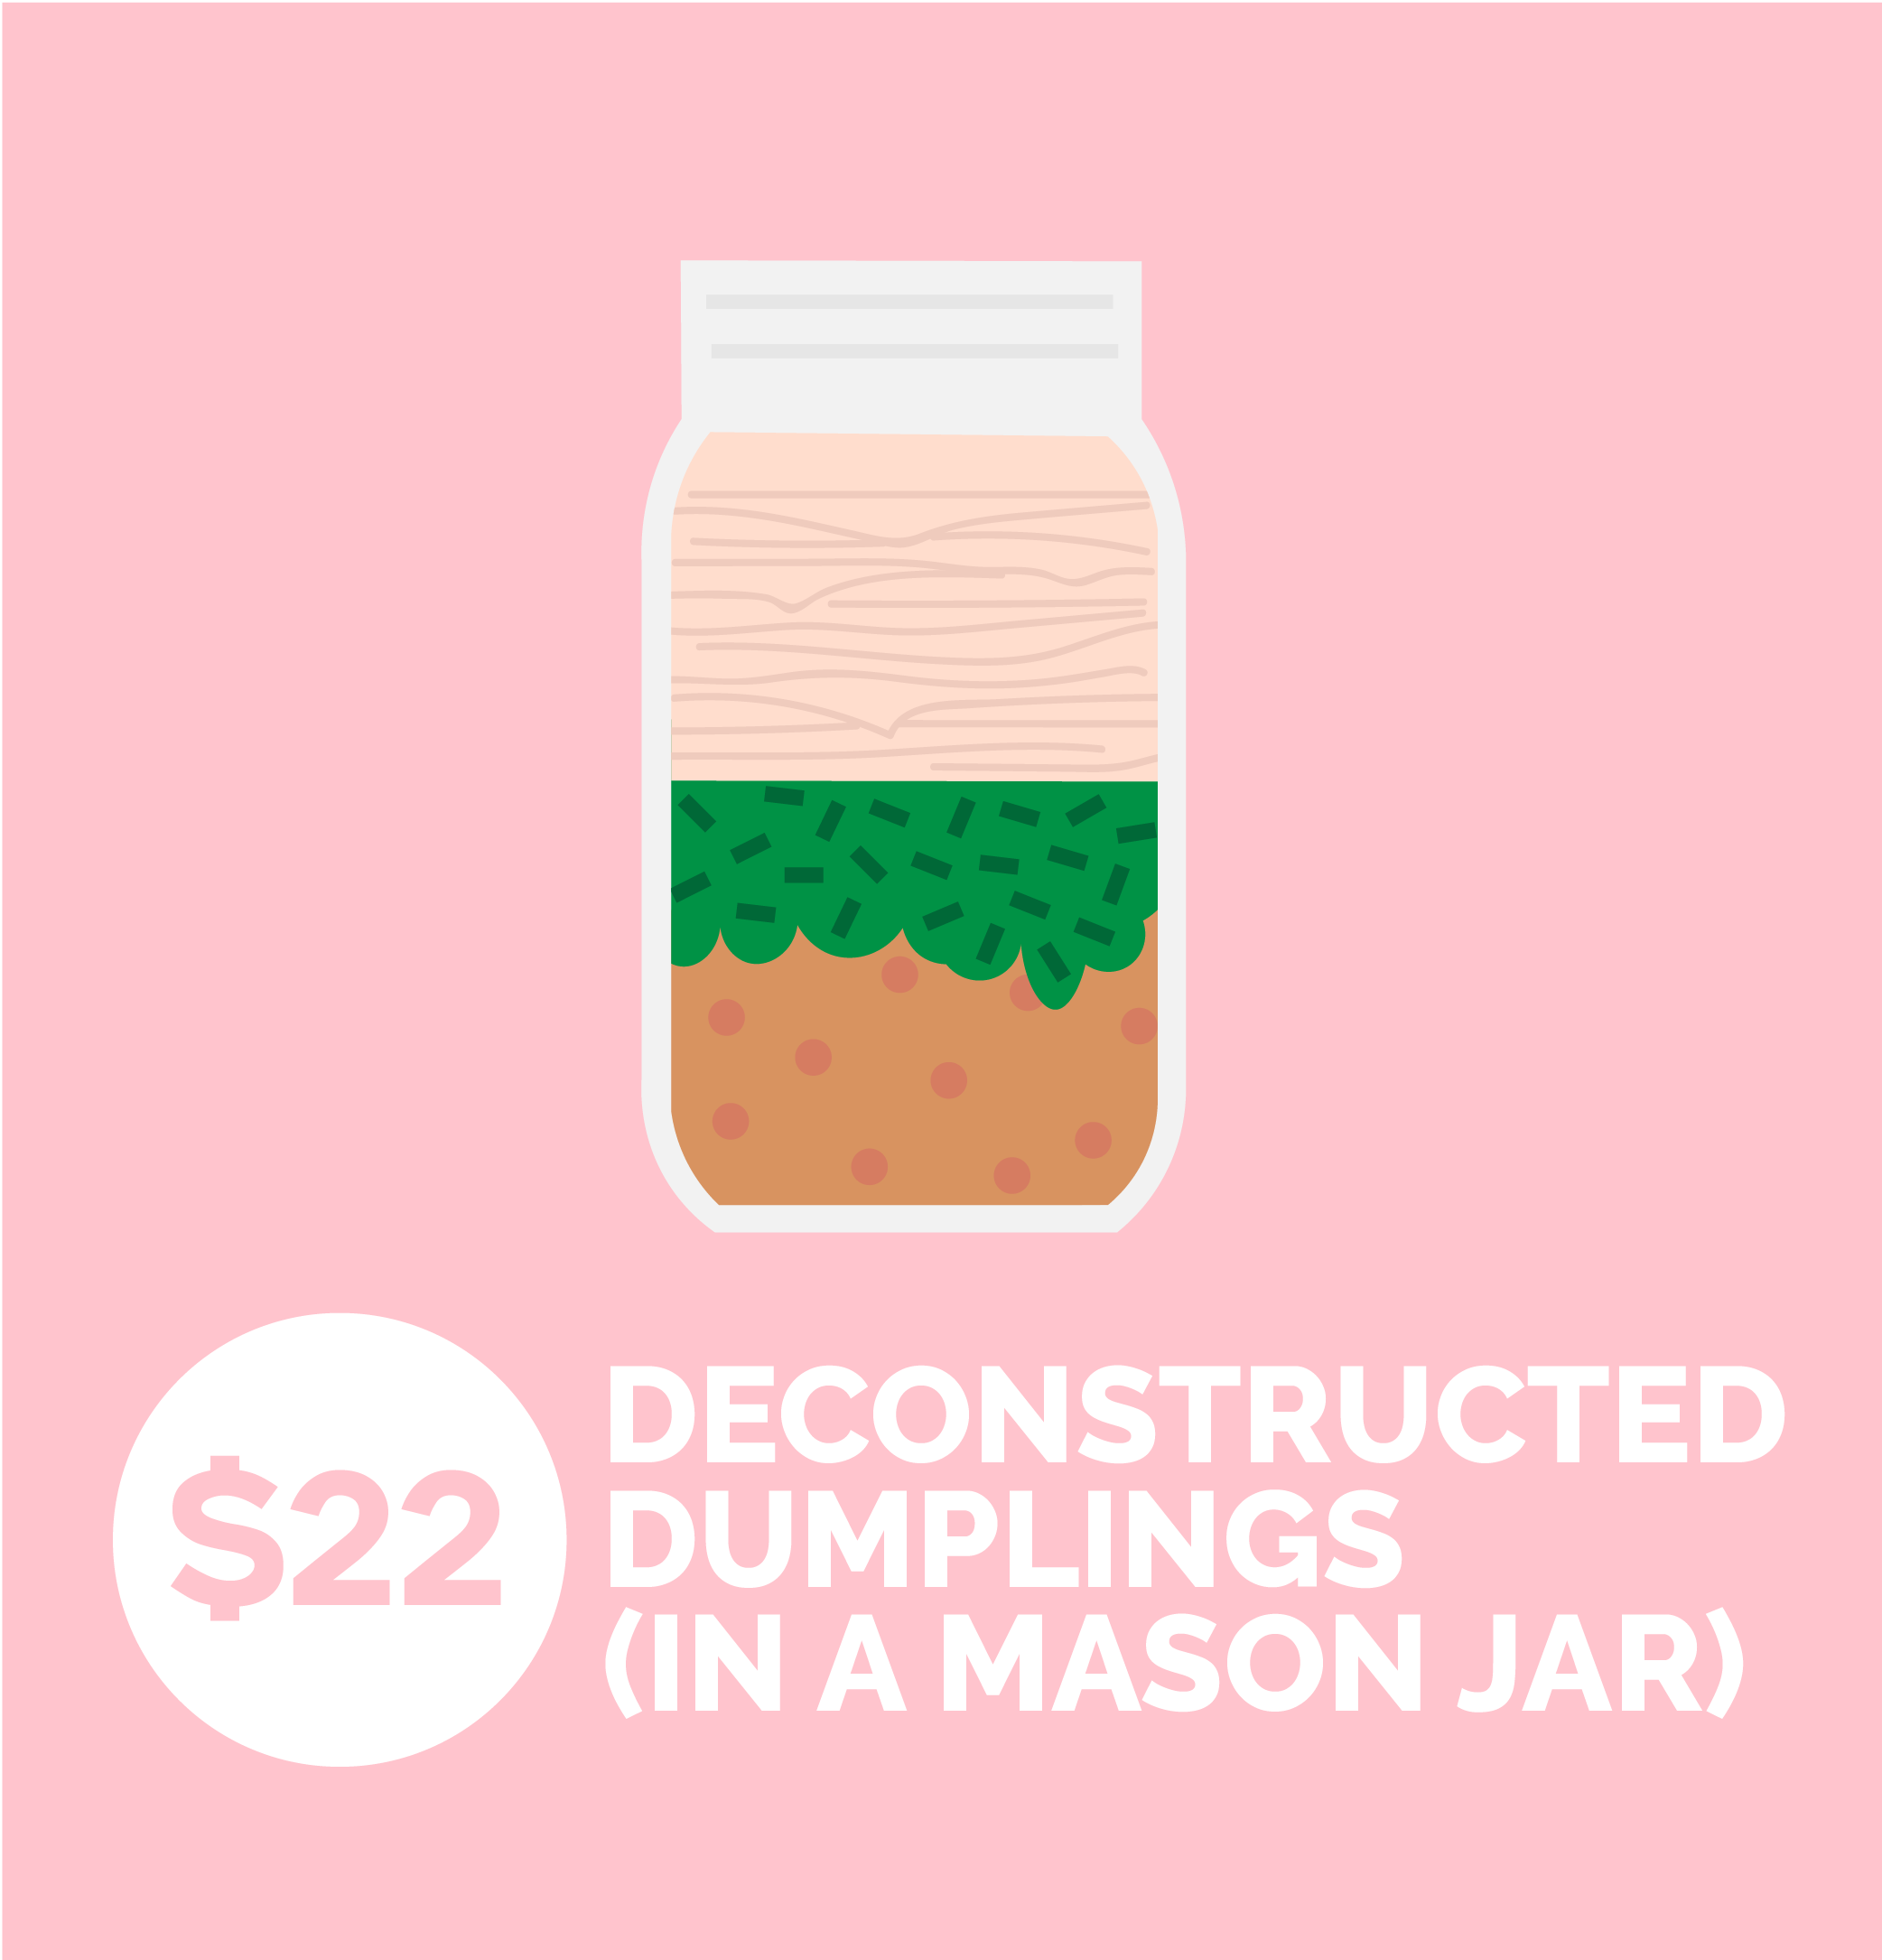 $22
DECONSTRUCTED
DUMPLINGS
(IN A MASON JAR)